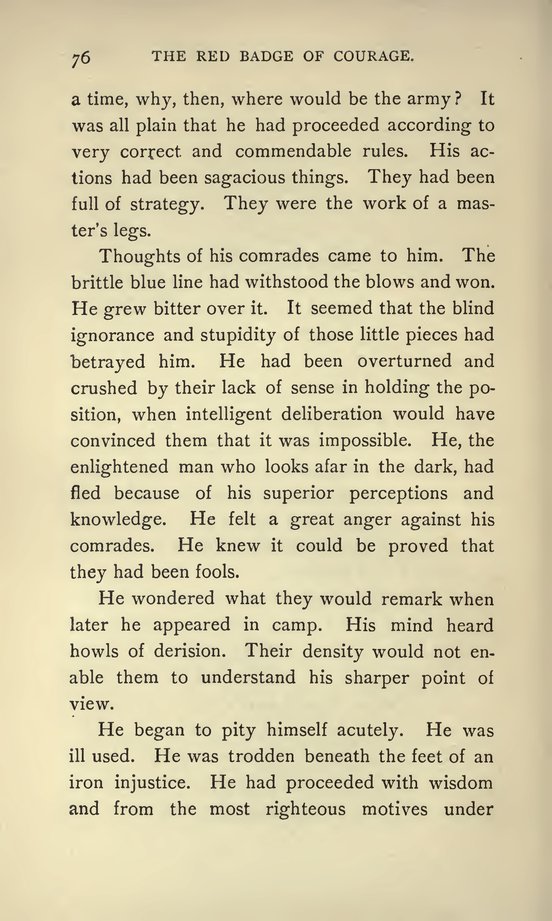 76 THE RED BADGE OF COURAGE.
a time, why, then, where would be the army? It
was all plain that he had proceeded according to
very correct and commendable rules. His ac-
tions had been sagacious things. They had been
full of strategy. They were the work of a mas-
ter's legs.
Thoughts of his comrades came to him. The
brittle blue line had withstood the blows and won.
He grew bitter over it. It seemed that the blind
ignorance and stupidity of those little pieces had
betrayed him. He had been overturned and
crushed by their lack of sense in holding the po-
sition, when intelligent deliberation would have
convinced them that it was impossible. He, the
enlightened man who looks afar in the dark, had
fled because of his superior perceptions and
knowledge. He felt a great anger against his
comrades. He knew it could be proved that
they had been fools.
He wondered what they would remark when
later he appeared in camp. His mind heard
howls of derision. Their density would not en-
able them to understand his sharper point of
view.
He began to pity himself acutely. He was
ill used. He was trodden beneath the feet of an
iron injustice. He had proceeded with wisdom
and from the most righteous motives under